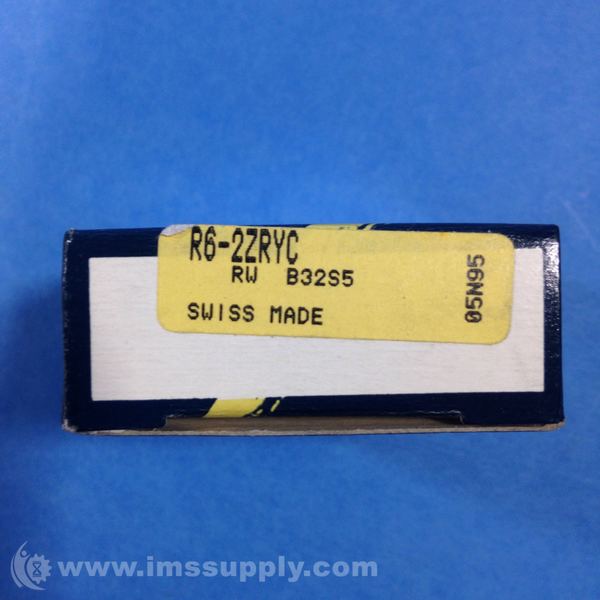 R6-2ZRYC
RW B32S5
SWISS MADE
05N95
www.imssupply.com